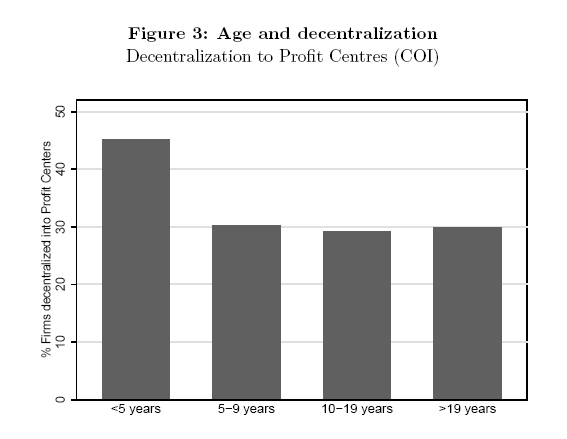 Figure 3: Age and decentralization
Decentralization to Profit Centres (COI)
% Firms decentralized into Profit Centers
50
40
30
20
10
0
<5 years
5−9 years
10−19 years
>19 years